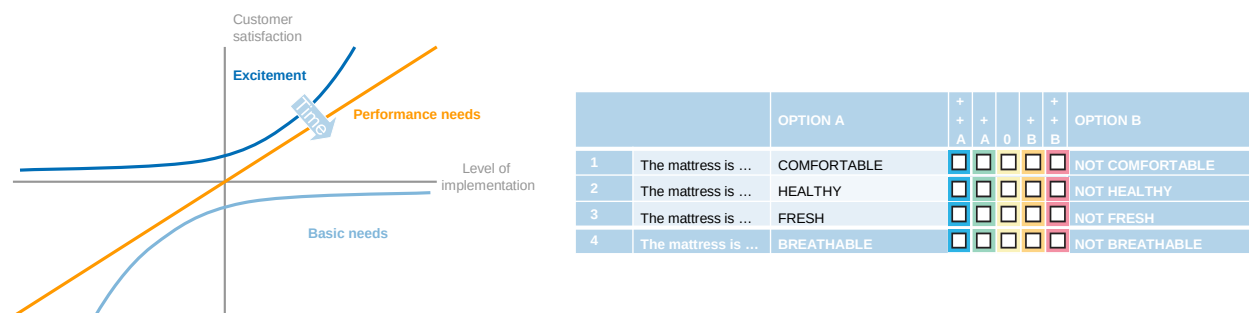 Customer
satisfaction
Excitement
Time
Performance needs
Level of
implementation
Basic needs
OPTION A
++A
+A
0
+B
++B
OPTION B
1 The mattress is … COMFORTABLE NOT COMFORTABLE
2 The mattress is … HEALTHY NOT HEALTHY
3 The mattress is … FRESH NOT FRESH
4 The mattress is … BREATHABLE NOT BREATHABLE